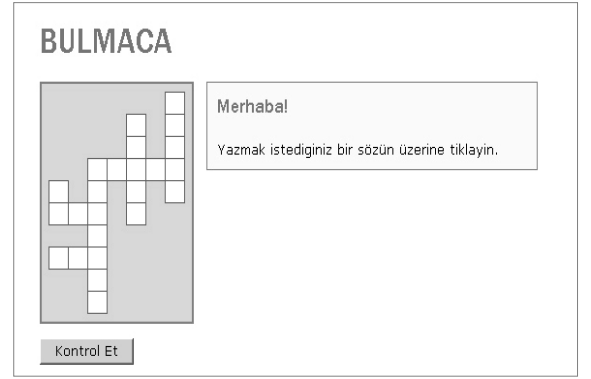 BULMACA
Merhaba!
Yazmak istediginiz bir sözün üzerine tiklayin.
Kontrol Et